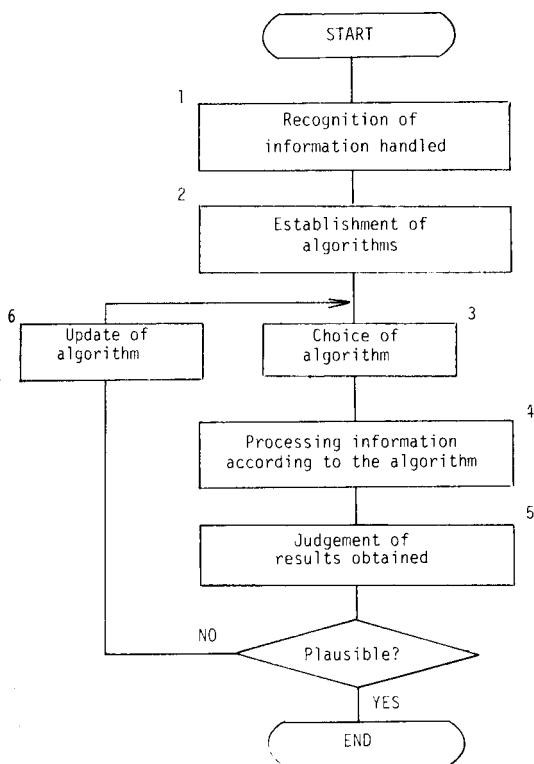 START
1
Recognition of
information handled
2
Establishment of
algorithms
6
Update of
algorithm
3
Choice of
algorithm
4
Processing information
according to the algorithm
5
Judgement of
results obtained
NO
Plausible?
YES
END